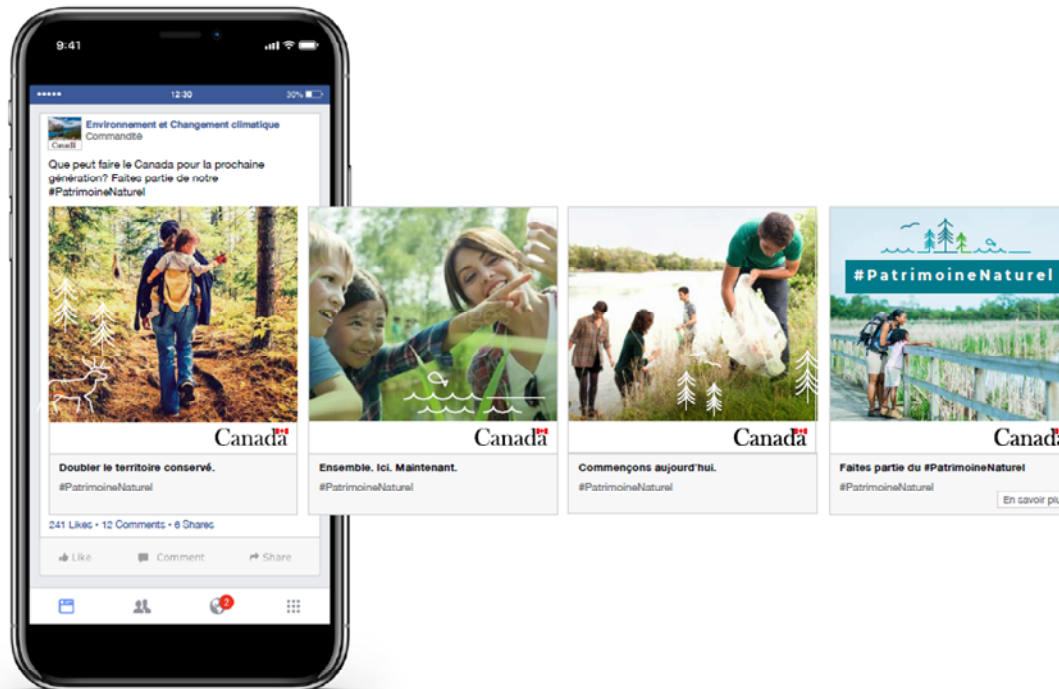 9:41
12:30
30%
Environnement et Changement climatique
Commandité
Canada
Que peut faire le Canada pour la prochaine
génération? Faites partie de notre
#PatrimoineNaturel
Canada
Doubler le territoire conservé.
#PatrimoineNaturel
Canada
Ensemble. Ici. Maintenant.
#PatrimoineNaturel
Canada
Commençons aujourd'hui.
#PatrimoineNaturel
#PatrimoineNaturel
Canada
Faites partie du #PatrimoineNaturel
#PatrimoineNaturel
En savoir plu
241 Likes • 12 Comments • 6 Shares
Like Comment Share
2